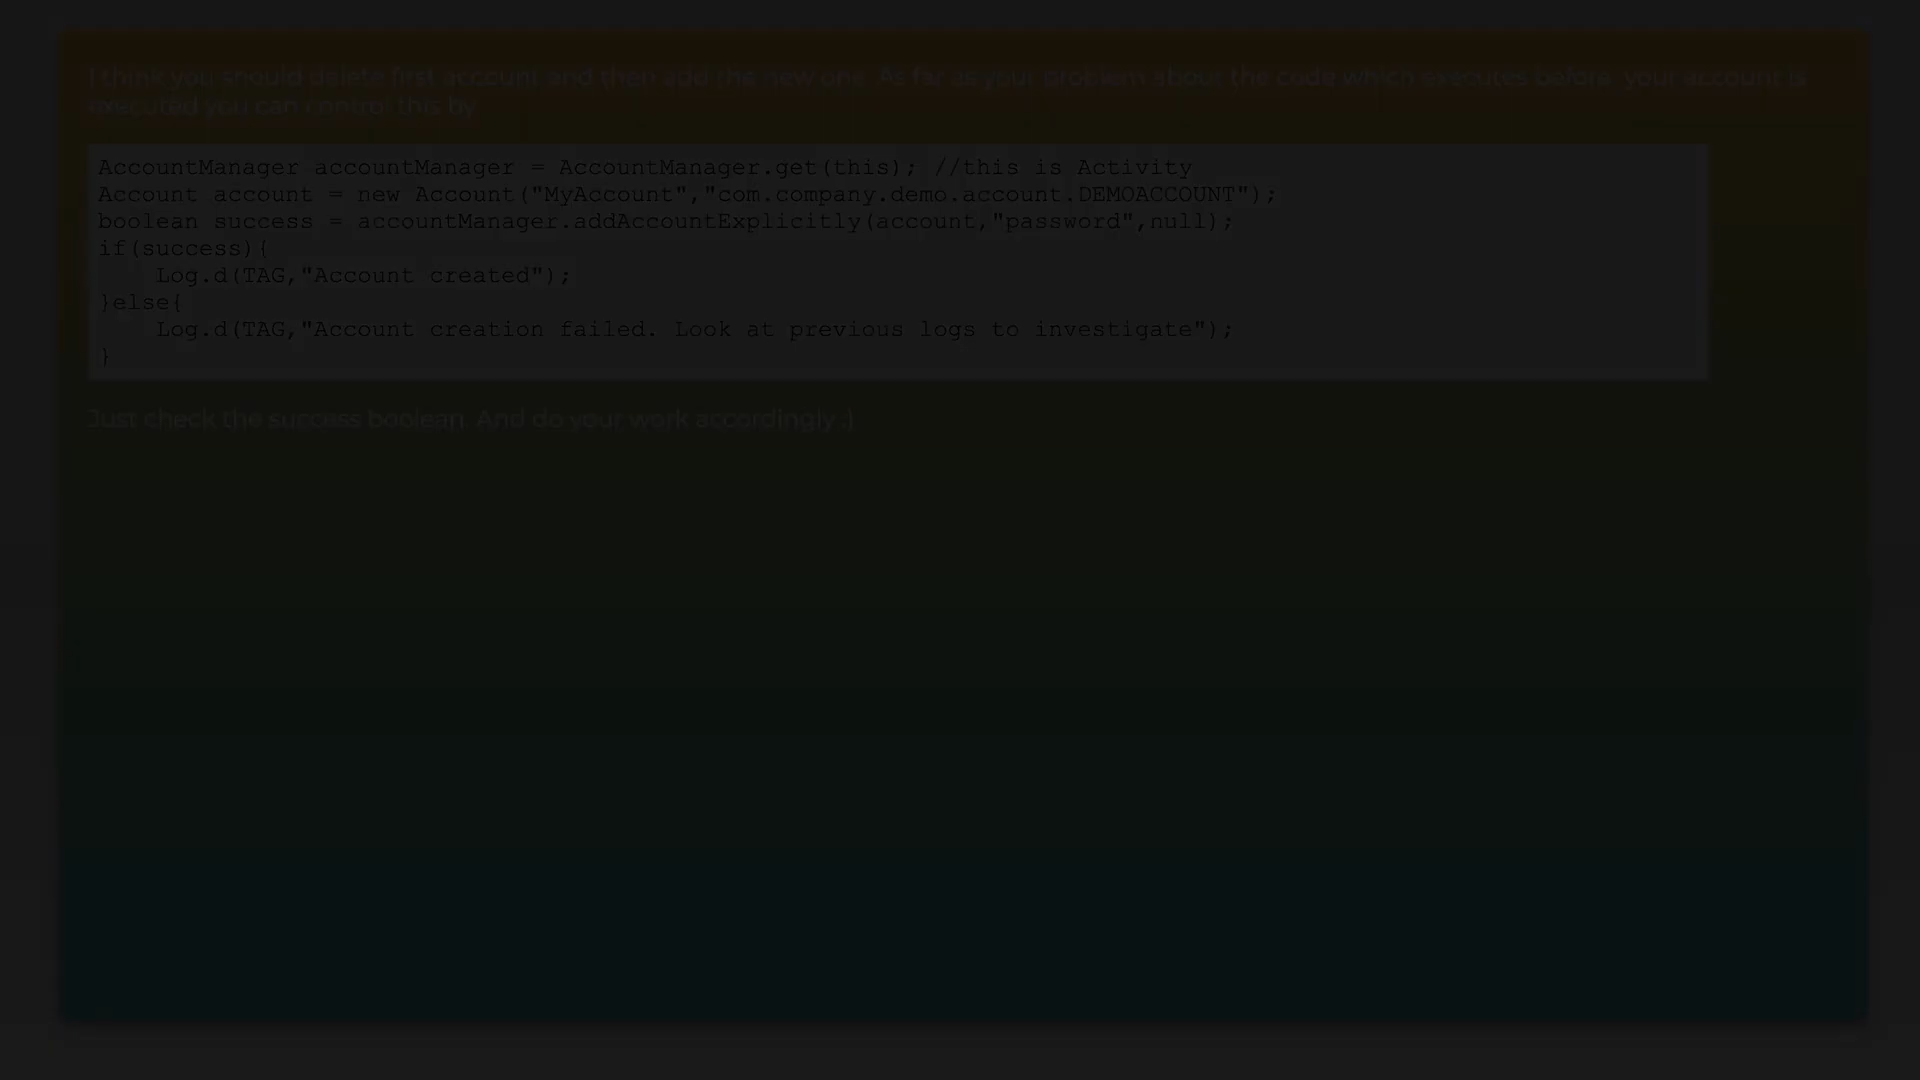 I think you should delete first account and then add the new one. As far as your problem about the code which executes before, your account is
executed you can control this by
AccountManager accountManager = AccountManager.get(this); //this is Activity
Account account = new Account("MyAccount","com.company.demo.account.DEMOACCOUNT");
boolean success = accountManager.addAccountExplicitly(account,"password",null);
if(success){
    Log.d(TAG,"Account created");
}else{
    Log.d(TAG,"Account creation failed. Look at previous logs to investigate");
}
Just check the success boolean. And do your work accordingly :)